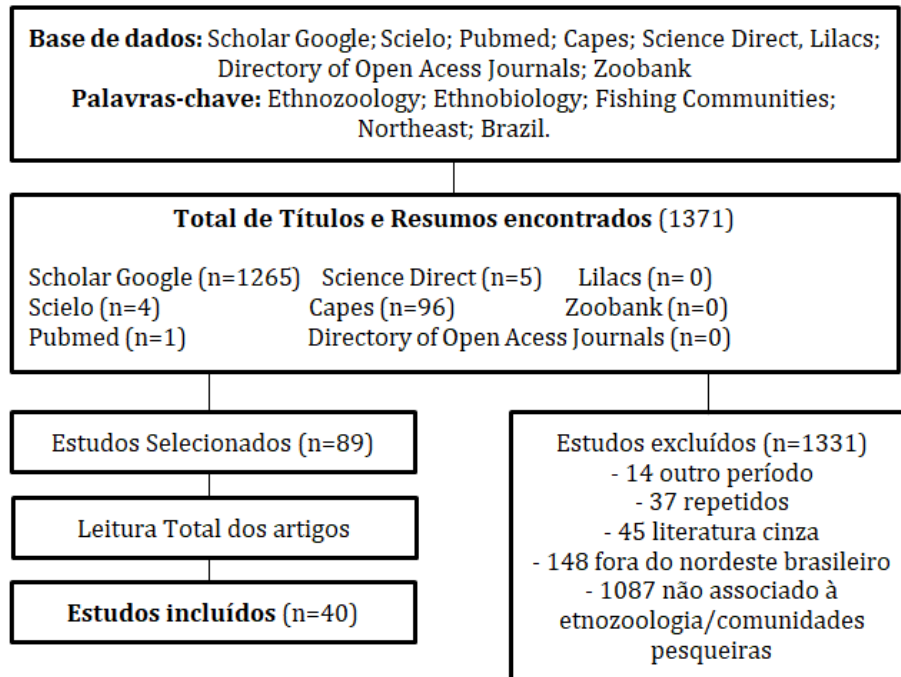 Base de dados: Scholar Google; Scielo; Pubmed; Capes; Science Direct, Lilacs;
Directory of Open Acess Journals; Zoobank
Palavras-chave: Ethnozoology; Ethnobiology; Fishing Communities;
Northeast; Brazil.
Total de Títulos e Resumos encontrados (1371)
Scholar Google (n=1265) Science Direct (n=5) Lilacs (n= 0)
Scielo (n=4) Capes (n=96) Zoobank (n=0)
Pubmed (n=1) Directory of Open Acess Journals (n=0)
Estudos Selecionados (n=89)
Leitura Total dos artigos
Estudos incluídos (n=40)
Estudos excluídos (n=1331)
- 14 outro período
- 37 repetidos
- 45 literatura cinza
- 148 fora do nordeste brasileiro
- 1087 não associado à
etnozoologia/comunidades
pesqueiras